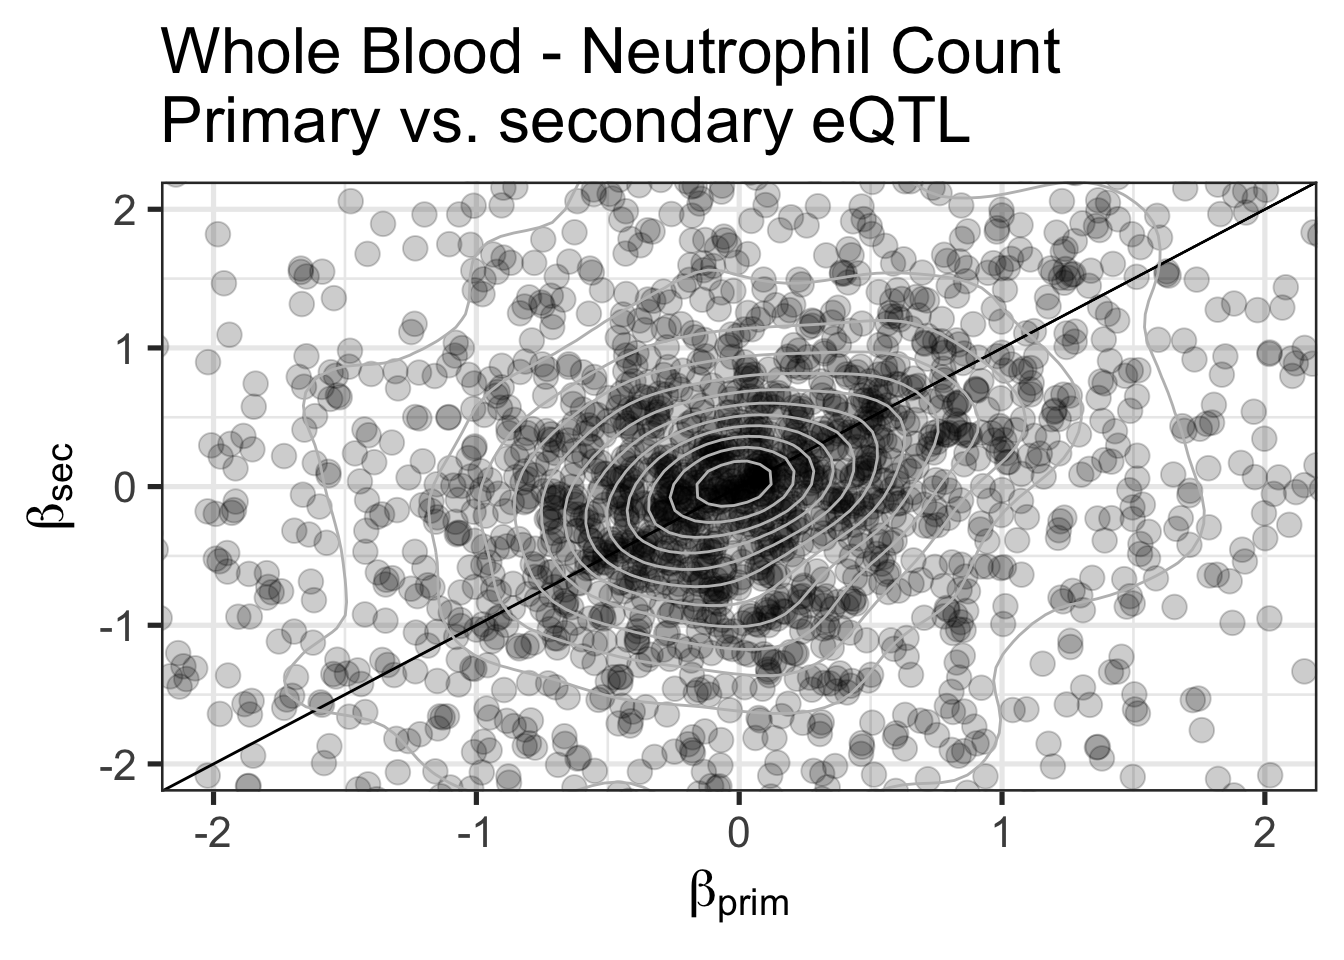 Whole Blood - Neutrophil Count
Primary vs. secondary eQTL
2
1
0
-1
-2
βsec
-2 -1 0 1 2
βprim